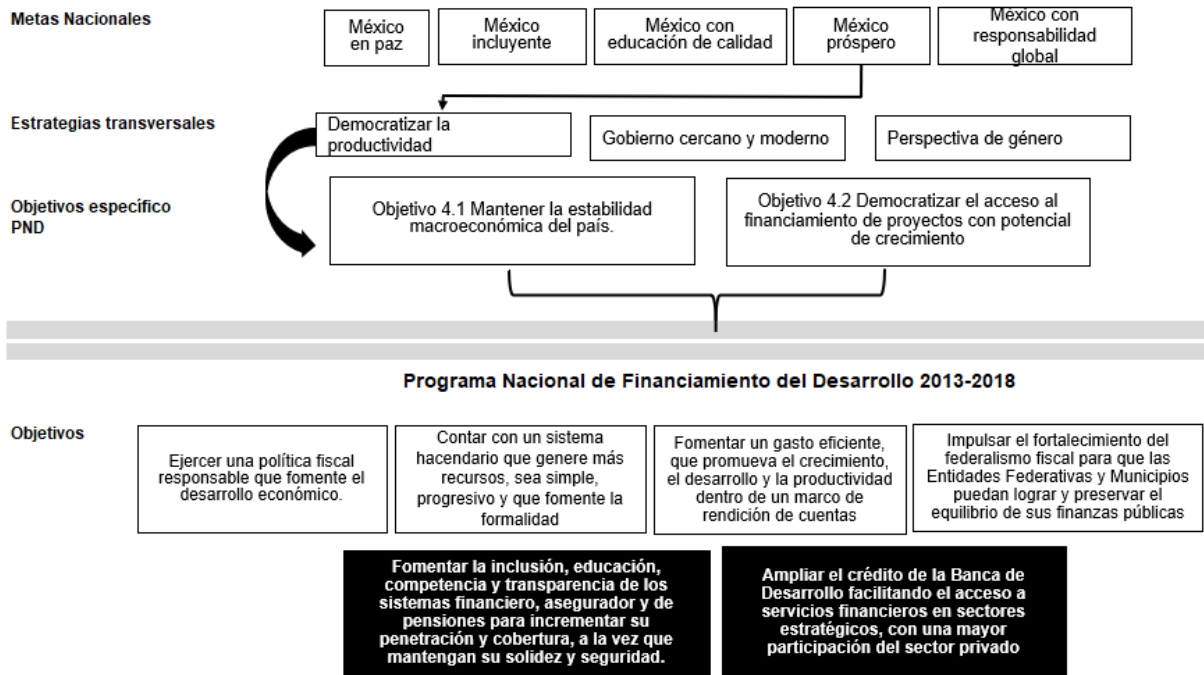 Metas Nacionales
México
en paz
México
incluyente
México con
educación de calidad
México
próspero
México con
responsabilidad
global
Estrategias transversales
Democratizar la
productividad
Gobierno cercano y moderno
Perspectiva de género
Objetivos específico
PND
Objetivo 4.1 Mantener la estabilidad
macroeconómica del país.
Objetivo 4.2 Democratizar el acceso al
financiamiento de proyectos con potencial
de crecimiento
Programa Nacional de Financiamiento del Desarrollo 2013-2018
Objetivos
Ejercer una política fiscal
responsable que fomente el
desarrollo económico.
Contar con un sistema
hacendario que genere más
recursos, sea simple,
progresivo y que fomente la
formalidad
Fomentar un gasto eficiente,
que promueva el crecimiento,
el desarrollo y la productividad
dentro de un marco de
rendición de cuentas
Impulsar el fortalecimiento del
federalismo fiscal para que las
Entidades Federativas y Municipios
puedan lograr y preservar el
equilibrio de sus finanzas públicas
Fomentar la inclusión, educación,
competencia y transparencia de los
sistemas financiero, asegurador y de
pensiones para incrementar su
penetración y cobertura, a la vez que
mantengan su solidez y seguridad.
Ampliar el crédito de la Banca de
Desarrollo facilitando el acceso a
servicios financieros en sectores
estratégicos, con una mayor
participación del sector privado